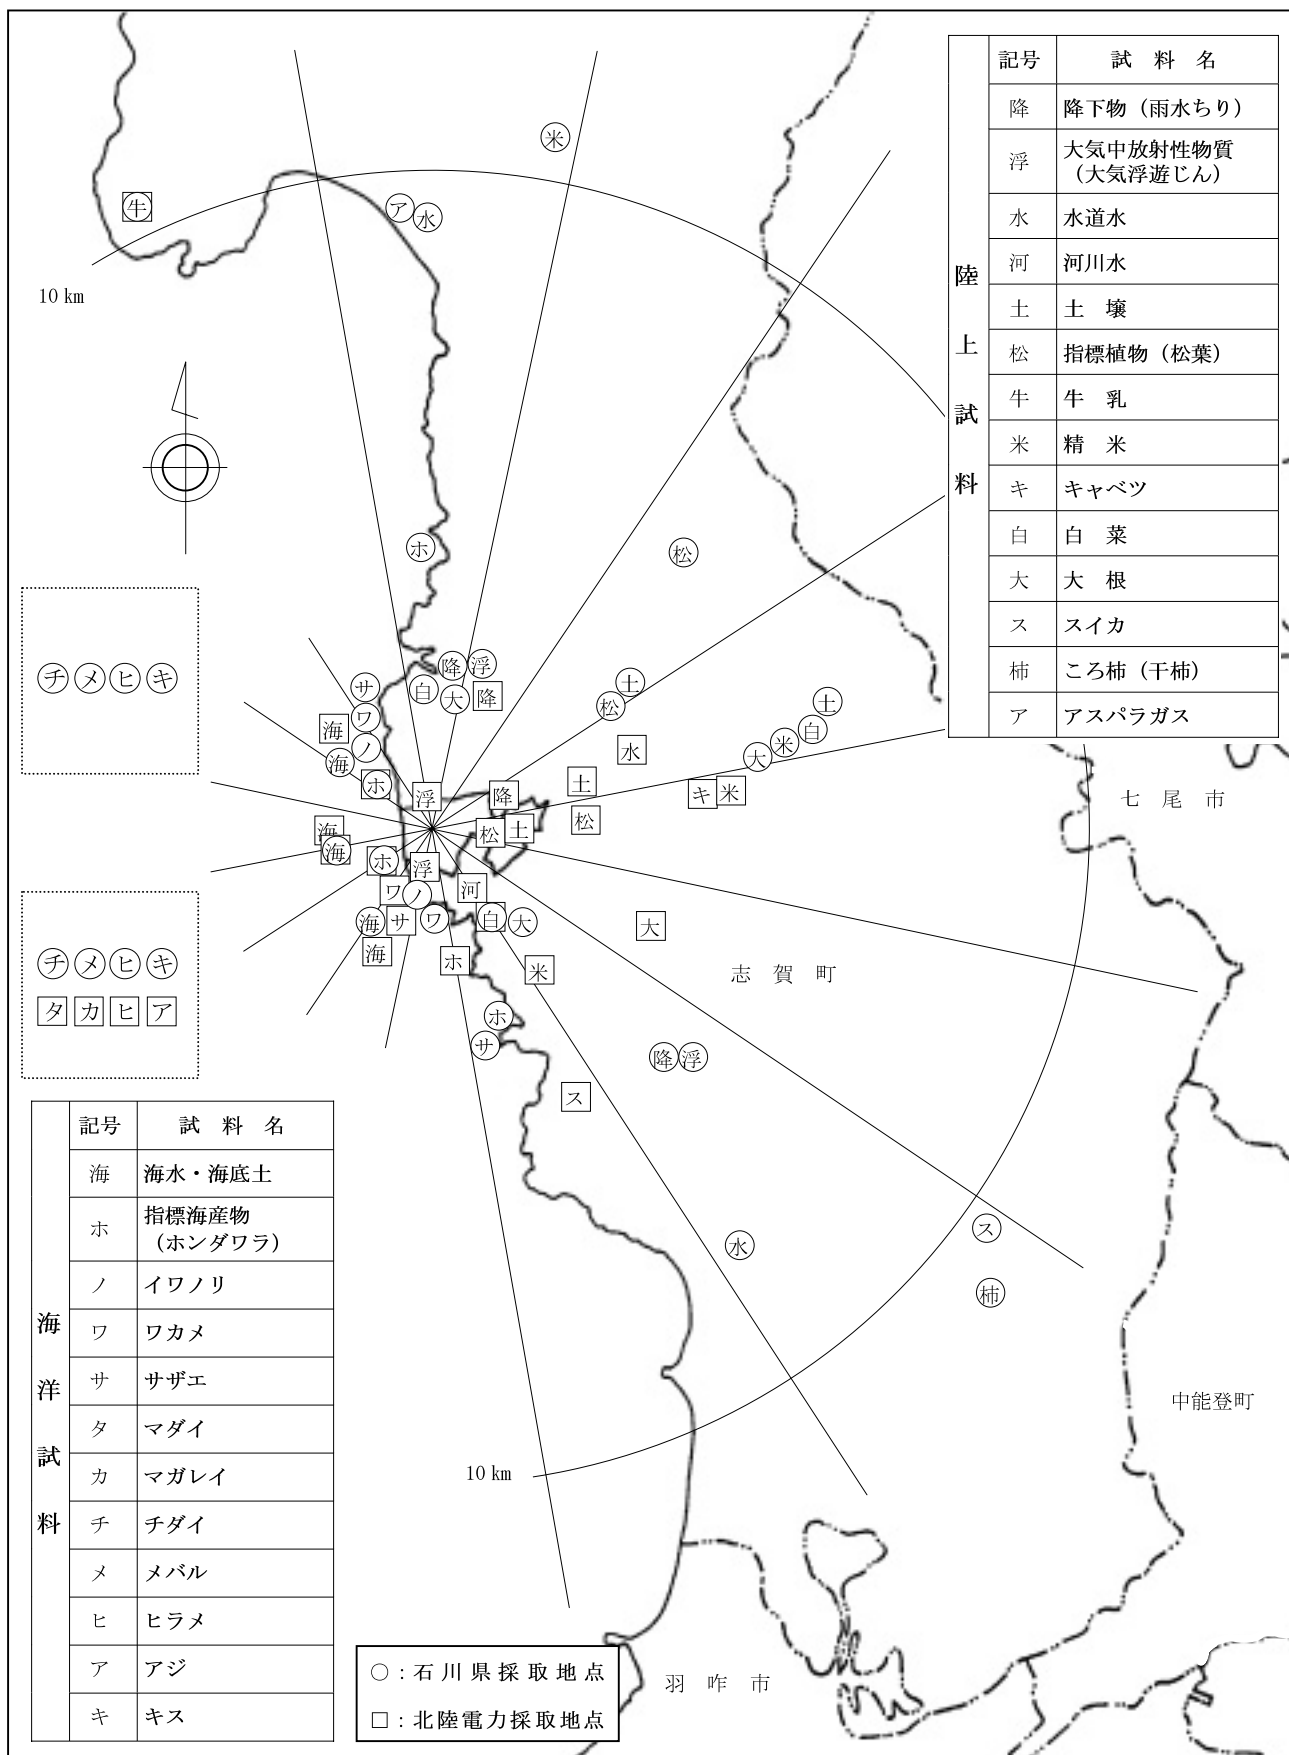 記号 試 料 名
陸上試料
降 降下物（雨水ちり）
浮 大気中放射性物質
（大気浮遊じん）
水 水道水
河 河川水
土 土 壌
松 指標植物（松葉）
牛 牛 乳
米 精 米
キ キャベツ
白 白 菜
大 大 根
ス スイカ
柿 ころ柿（干柿）
ア アスパラガス
米
牛
ア 水
10 km
ホ
松
チ メ ヒ キ
降 浮
サ 白 大 降
土
松
ワ
海
ノ
海
ホ
土
白
米
大
水
浮 降 土
キ 米
七 尾 市
海
海
松 土 松
ホ 浮
ワ ノ 河
海 サ ワ 白 大
大
海 ホ 米
志 賀 町
チ メ ヒ キ
タ カ ヒ ア
ホ
サ
降 浮
ス
水
ス
柿
中能登町
10 km
羽 咋 市
記号 試 料 名
海洋試料
海 海水・海底土
ホ 指標海産物
（ホンダワラ）
ノ イワノリ
ワ ワカメ
サ サザエ
タ マダイ
カ マガレイ
チ チダイ
メ メバル
ヒ ヒラメ
ア アジ
キ キス
○：石川県採取地点
□：北陸電力採取地点